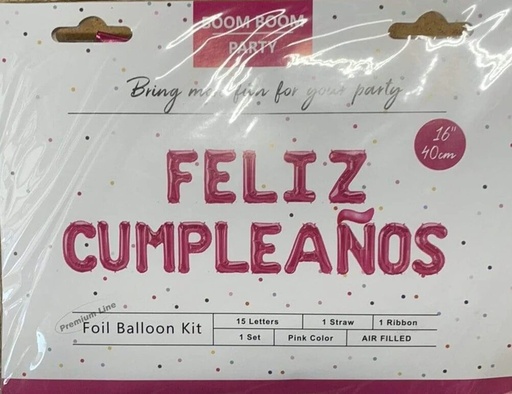 BOOM BOOM
PARTY
Bring more fun for your party
16"
40cm
FELIZ
CUMPLEAÑOS
Premium Line
Foil Balloon Kit
15 Letters 1 Straw 1 Ribbon
1 Set Pink Color AIR FILLED